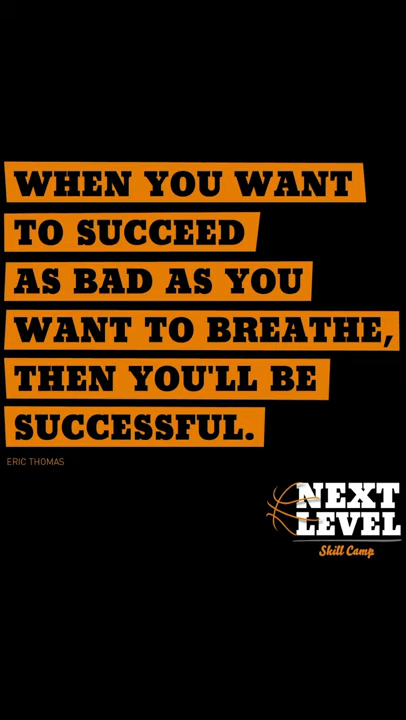 WHEN YOU WANT
TO SUCCEED
AS BAD AS YOU
WANT TO BREATHE,
THEN YOU'LL BE
SUCCESSFUL.
ERIC THOMAS
NEXT
LEVEL
Skill Camp